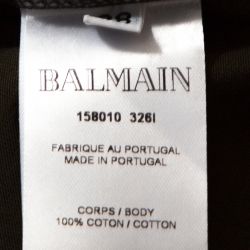 BALMAIN
158010 326I
FABRIQUE AU PORTUGAL
MADE IN PORTUGAL
CORPS / BODY
100% COTON / COTTON